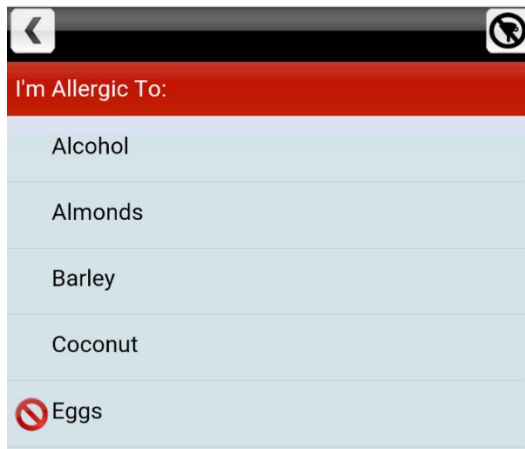 I'm Allergic To:
Alcohol
Almonds
Barley
Coconut
Eggs